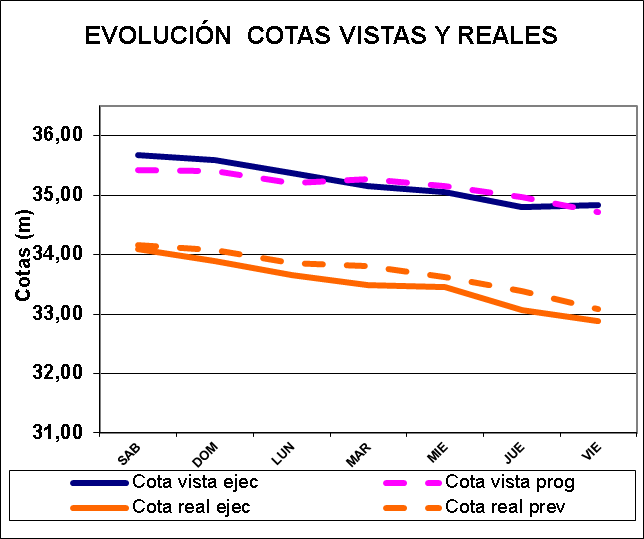 EVOLUCIÓN  COTAS VISTAS Y REALES
36,00
35,00
34,00
33,00
32,00
31,00
Cotas (m)
SAB DOM LUN MAR MIE JUE VIE
Cota vista ejec Cota vista prog
Cota real ejec Cota real prev